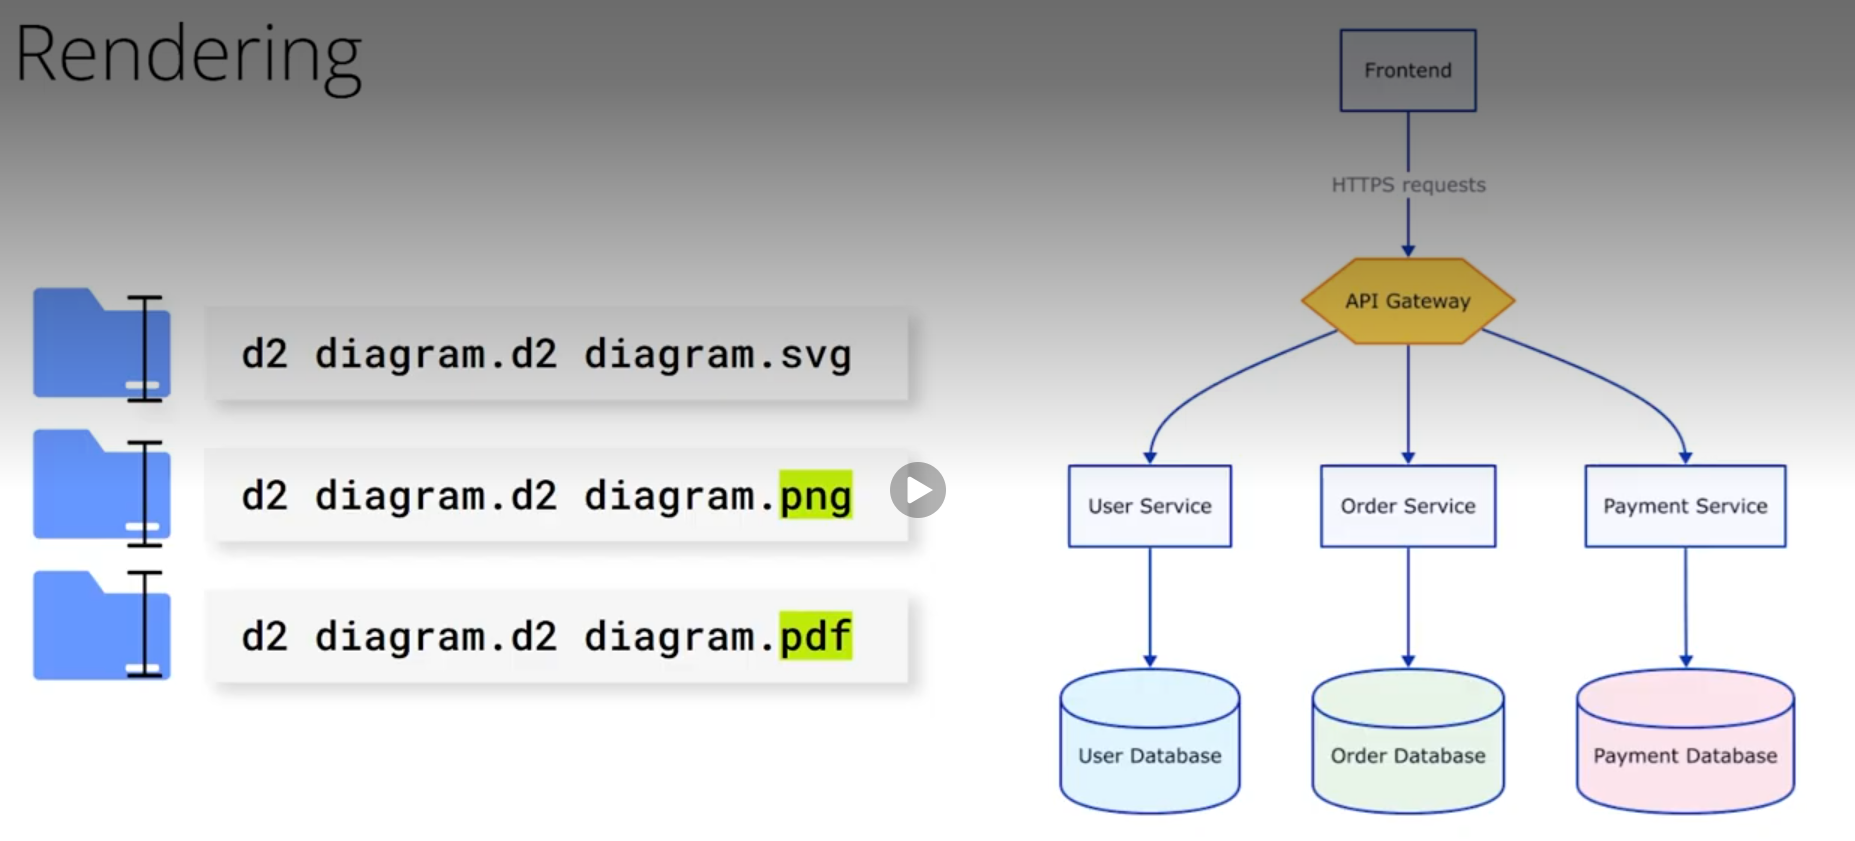 Rendering
d2 diagram.d2 diagram.svg
d2 diagram.d2 diagram.png
d2 diagram.d2 diagram.pdf
Frontend
HTTPS requests
API Gateway
User Service
Order Service
Payment Service
User Database
Order Database
Payment Database